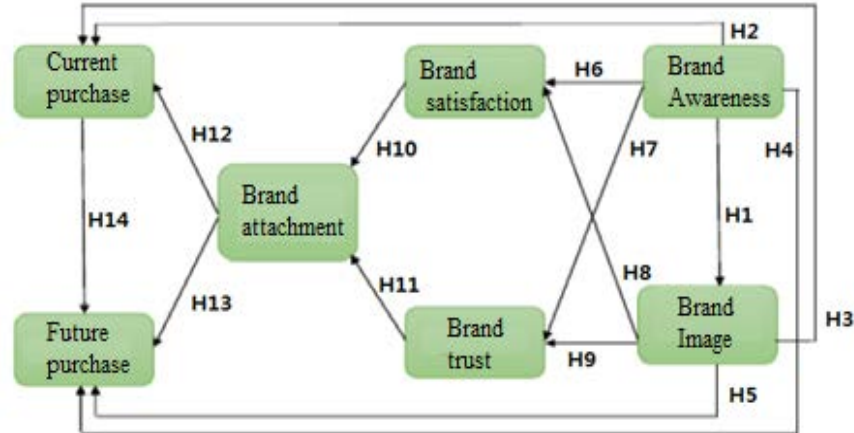 H2
Current
purchase
Brand
satisfaction
H6
Brand
Awareness
H12
H10
H7
H4
Brand
attachment
H14
H1
H13
H11
H8
Future
purchase
Brand
trust
H9
Brand
Image
H3
H5